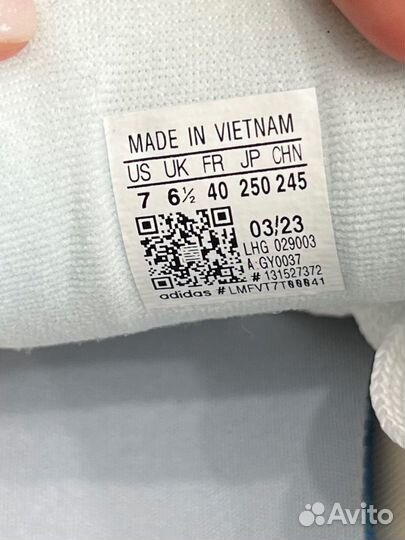 MADE IN VIETNAM
US UK FR JP CHN
7 6½ 40 250 245
03/23
LHG 029003
A:GY0037
# 131527372
adidas #LMFVT7T00041
Avito